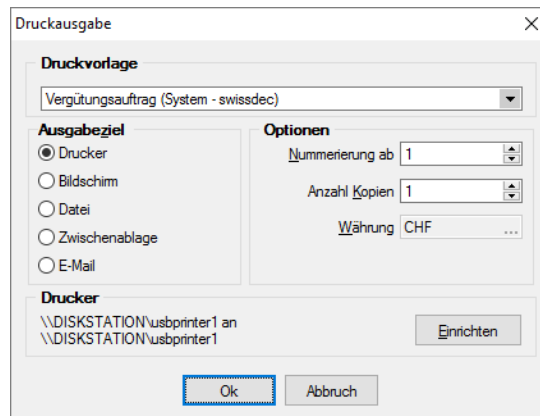 Druckausgabe
Druckvorlage
Vergütungsauftrag (System - swissdec)
Ausgabeziel
Drucker
Bildschirm
Datei
Zwischenablage
E-Mail
Optionen
Nummerierung ab 1
Anzahl Kopien 1
Währung CHF ...
Drucker
\\DISKSTATION\usbprinter1 an
\\DISKSTATION\usbprinter1
Einrichten
Ok Abbruch